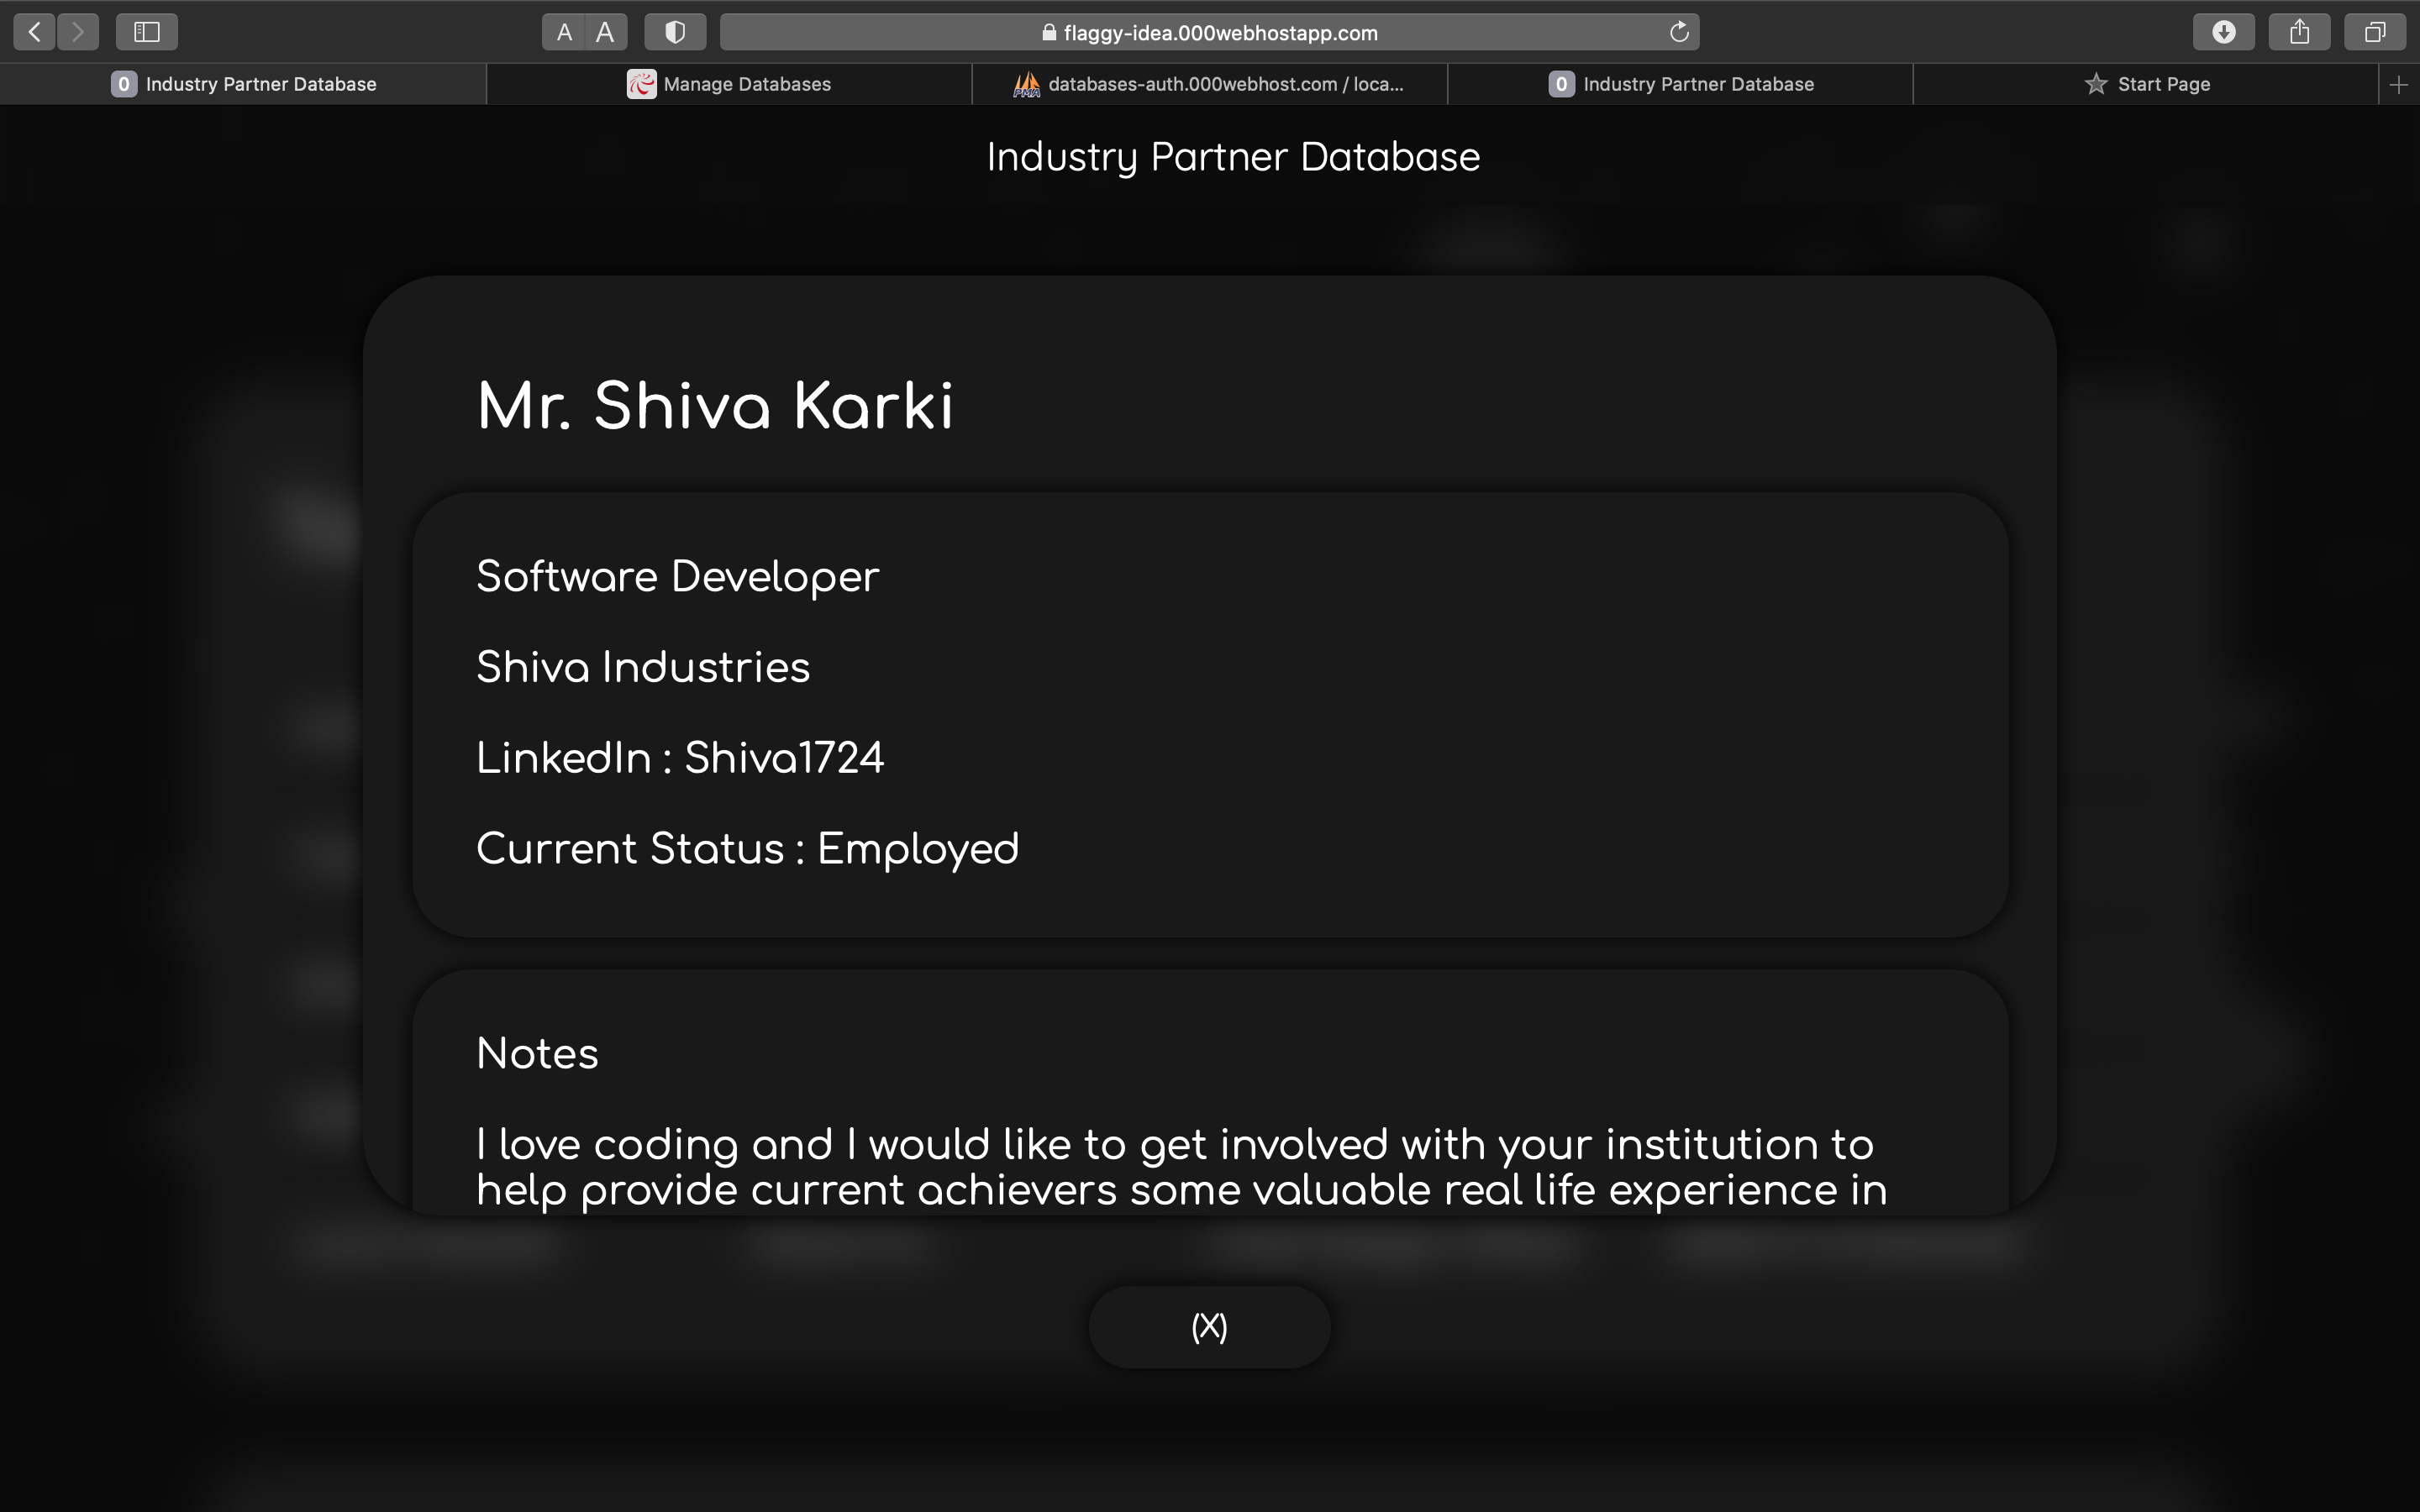 A A
flaggy-idea.000webhostapp.com
0 Industry Partner Database
Manage Databases
PMA databases-auth.000webhost.com / loca...
0 Industry Partner Database
Start Page
Industry Partner Database
Mr. Shiva Karki
Software Developer
Shiva Industries
LinkedIn : Shiva1724
Current Status : Employed
Notes
I love coding and I would like to get involved with your institution to
help provide current achievers some valuable real life experience in
(X)